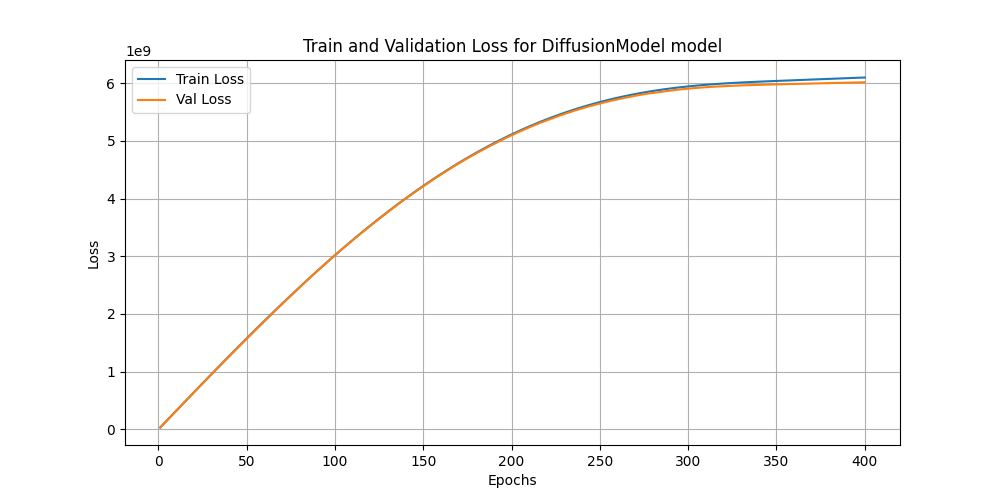 Train and Validation Loss for DiffusionModel model
1e9
Train Loss
Val Loss
6
5
4
3
2
1
0
Loss
0 50 100 150 200 250 300 350 400
Epochs